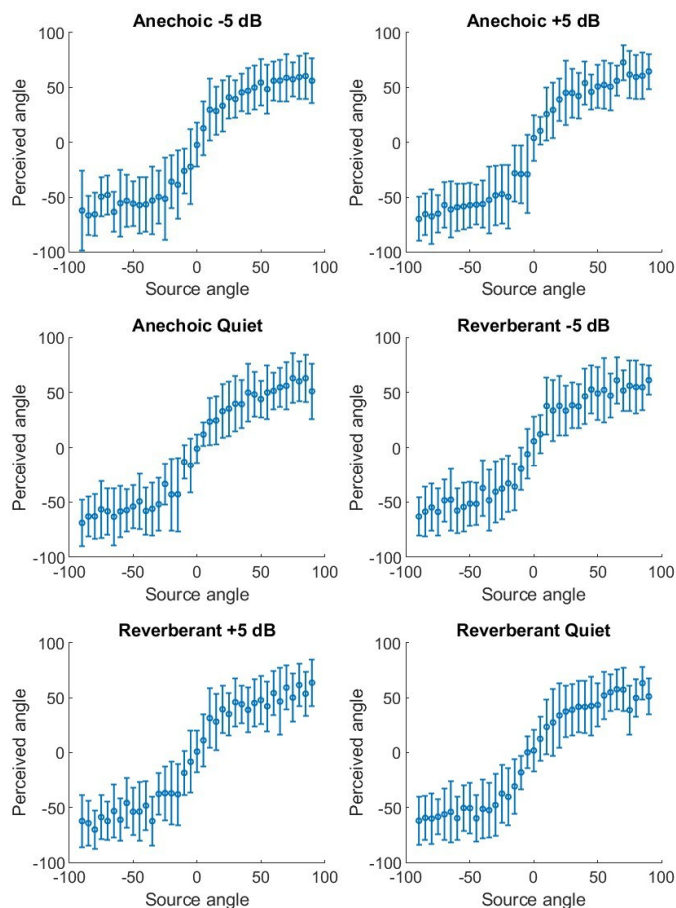 Anechoic -5 dB
100
50
0
-50
-100
Perceived angle
-100 -50 0 50 100
Source angle
Anechoic +5 dB
100
50
0
-50
-100
Perceived angle
-100 -50 0 50 100
Source angle
Anechoic Quiet
100
50
0
-50
-100
Perceived angle
-100 -50 0 50 100
Source angle
Reverberant -5 dB
100
50
0
-50
-100
Perceived angle
-100 -50 0 50 100
Source angle
Reverberant +5 dB
100
50
0
-50
-100
Perceived angle
-100 -50 0 50 100
Source angle
Reverberant Quiet
100
50
0
-50
-100
Perceived angle
-100 -50 0 50 100
Source angle